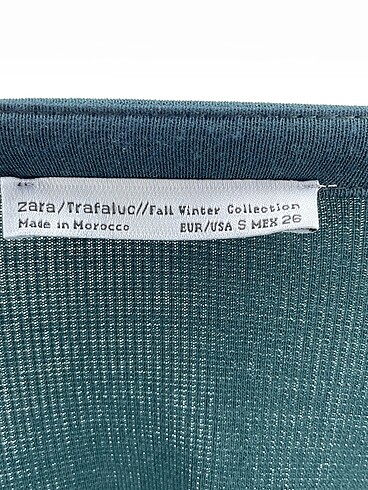 zara/Trafaluc//Fall Winter Collection
Made in Morocco EUR/USA S MEX 26